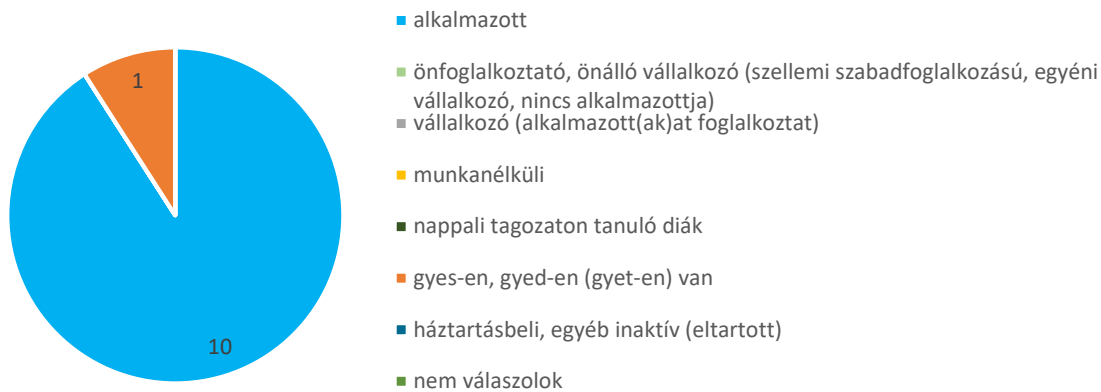 alkalmazott
1
önfoglalkoztató, önálló vállalkozó (szellemi szabadfoglalkozású, egyéni
vállalkozó, nincs alkalmazottja)
vállalkozó (alkalmazott(ak)at foglalkoztat)
munkanélküli
nappali tagozaton tanuló diák
gyes-en, gyed-en (gyet-en) van
háztartásbeli, egyéb inaktív (eltartott)
10
nem válaszolok